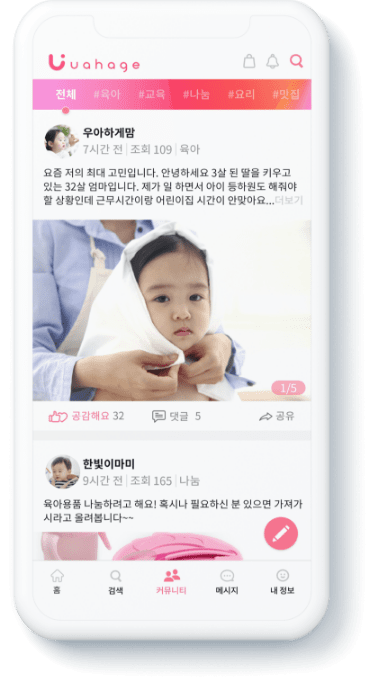 uahage
전체 #육아 #교육 #나눔 #요리 #맛집
우아하게맘
7시간 전 | 조회 109 | 육아
요즘 저의 최대 고민입니다. 안녕하세요 3살 된 딸을 키우고
있는 32살 엄마입니다. 제가 일 하면서 아이 등하원도 해줘야
할 상황인데 근무시간이랑 어린이집 시간이 안맞아요...더보기
1/5
공감해요 32 댓글 5 공유
한빛이마미
9시간 전 | 조회 165 | 나눔
육아용품 나눔하려고 해요! 혹시나 필요하신 분 있으면 가져가
시라고 올려봅니다~~
홈 검색 커뮤니티 메시지 내 정보